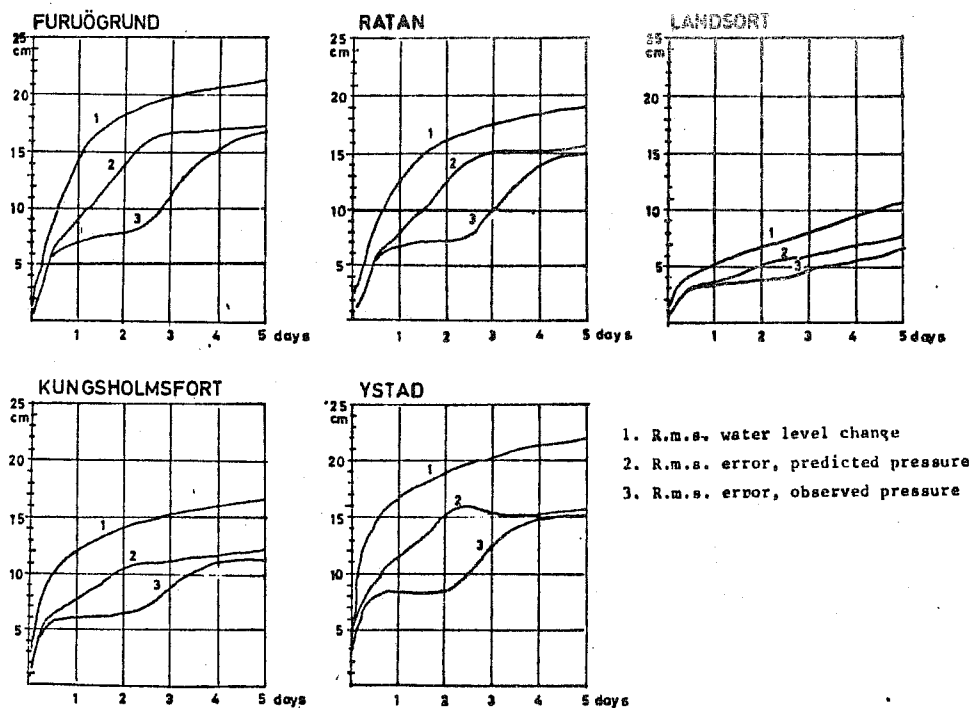 FURUÖGRUND
25
cm
20
15
10
5
1
2
3
1 2 3 4 5 days
RATAN
25
cm
20
15
10
5
1
2
3
1 2 3 4 5 days
LANDSORT
25
cm
20
15
10
5
1
2
3
1 2 3 4 5 days
KUNGSHOLMSFORT
25
cm
20
15
10
5
1
2
3
1 2 3 4 5 days
YSTAD
25
cm
20
15
10
5
1
2
3
1 2 3 4 5 days
1. R.m.s. water level change
2. R.m.s. error, predicted pressure
3. R.m.s. error, observed pressure